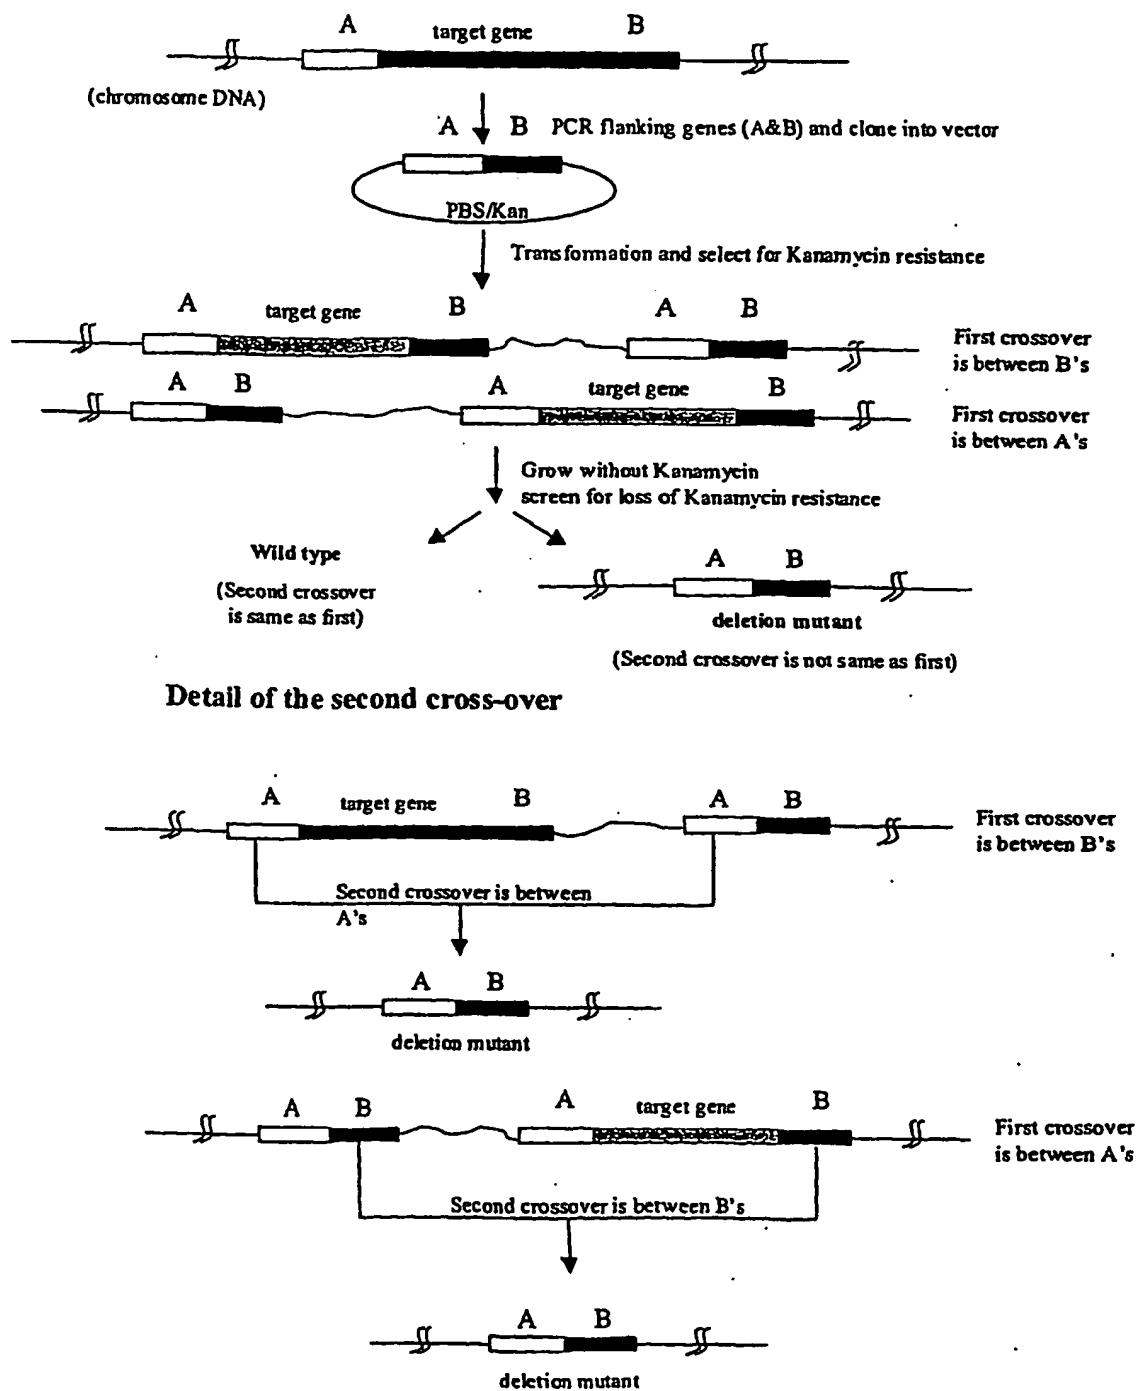 A target gene B
(chromosome DNA)
A B PCR flanking genes (A&B) and clone into vector
PBS/Kan
Transformation and select for Kanamycin resistance
A target gene B A B
First crossover
is between B's
A B A target gene B
First crossover
is between A's
Grow without Kanamycin
screen for loss of Kanamycin resistance
Wild type
(Second crossover
is same as first)
A B
deletion mutant
(Second crossover is not same as first)
Detail of the second cross-over
A target gene B A B
First crossover
is between B's
Second crossover is between
A's
A B
deletion mutant
A B A target gene B
First crossover
is between A's
Second crossover is between B's
A B
deletion mutant